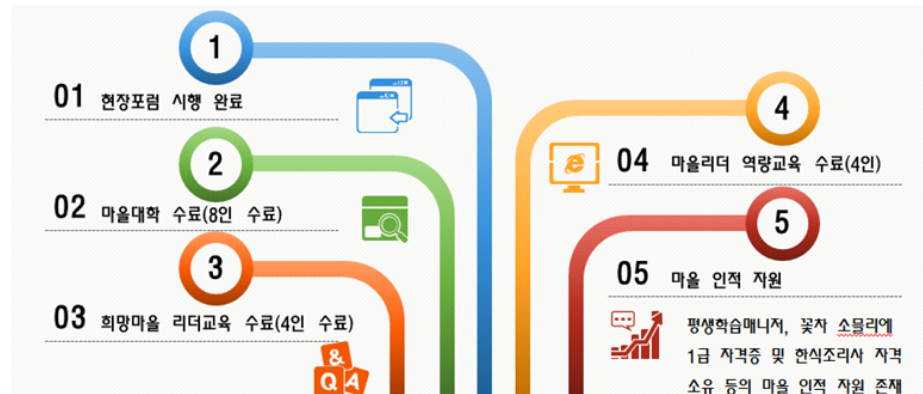 1
01 현장포럼 시행 완료
2
02 마을대학 수료(8인 수료)
3
03 희망마을 리더교육 수료(4인 수료)
&
Q A
4
04 마을리더 역량교육 수료(4인)
5
05 마을 인적 자원
평생학습매니저, 꽃차 소믈리에
1급 자격증 및 한식조리사 자격
소유 등의 마을 인적 자원 존재